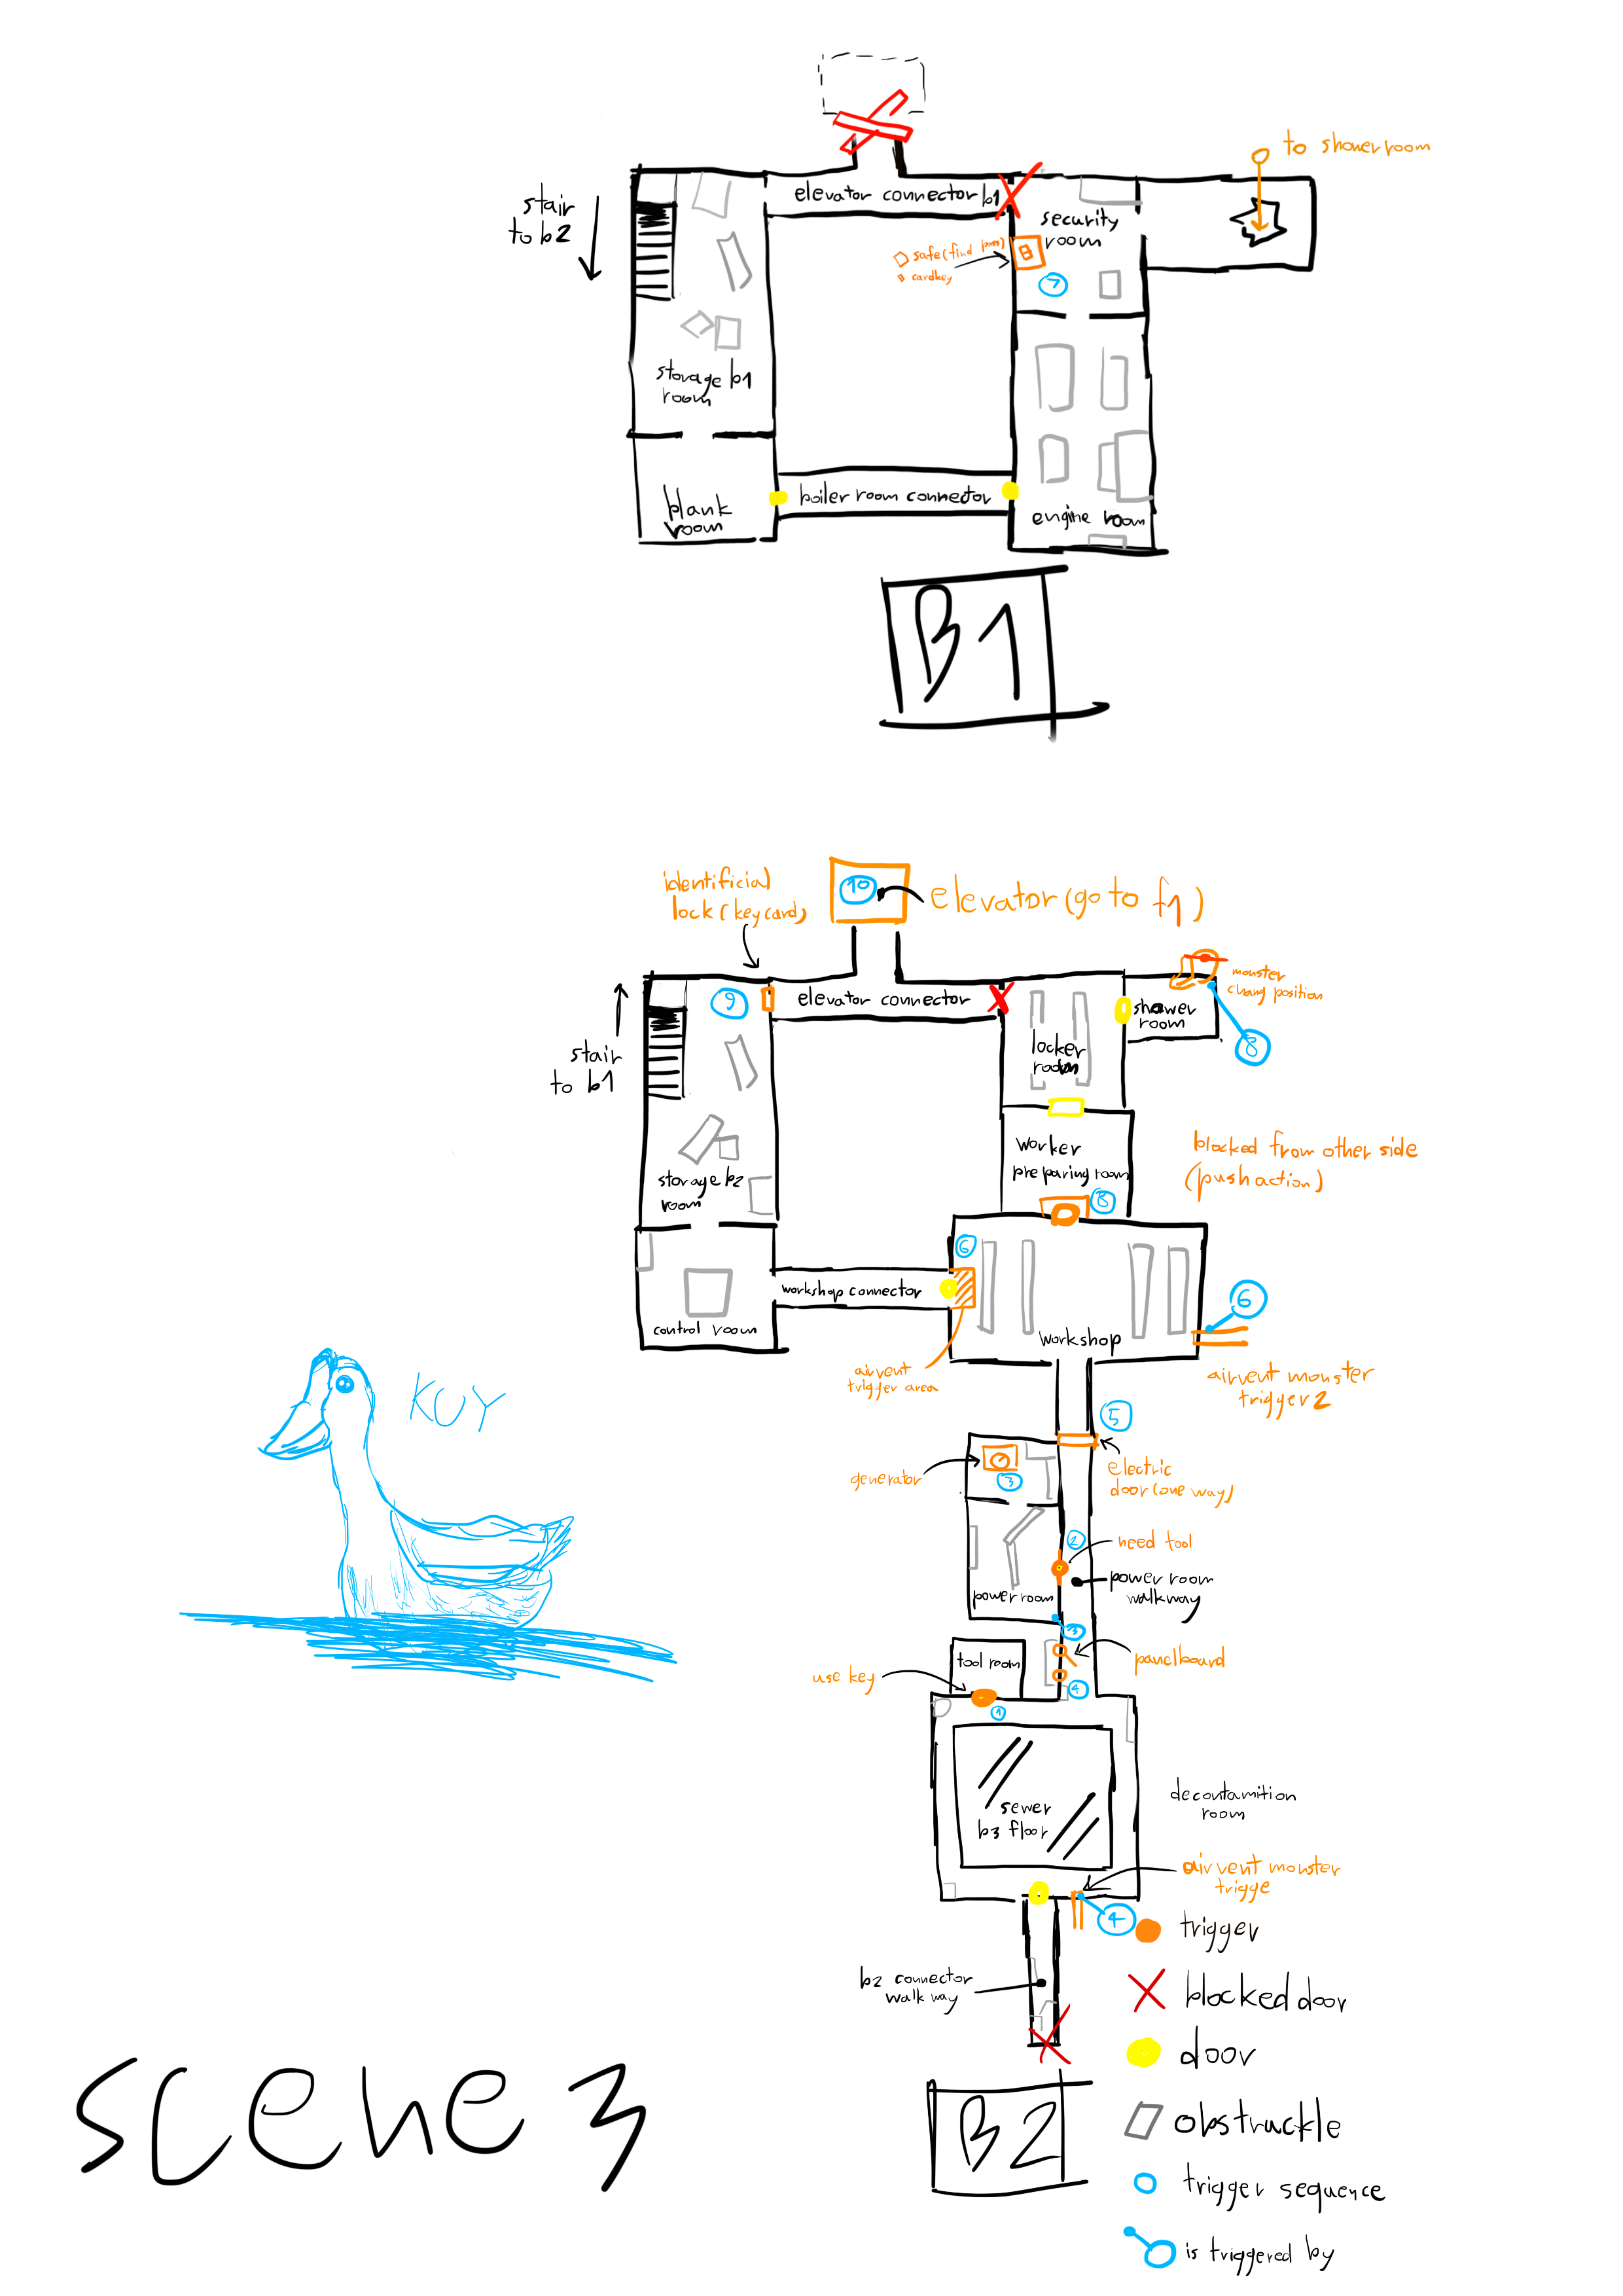 to shower room
elevator connector b1
stair
to b2
security
room
safe (find pass)
B cardkey
B
7
storage b1
room
blank
room
boiler room connector
engine room
B1
identificial
lock (key card)
10
elevator (go to f1)
9
elevator connector
monster
chang position
shower
room
8
stair
to b1
locker
room
worker
preparing room
blocked from other side
(push action)
8
storage b2
room
6
workshop connector
control room
workshop
6
airvent
trigger area
airvent monster
trigger 2
KUY
5
generator
3
electric
door (one way)
2
need tool
power room
walkway
power room
3
tool room
panelboard
use key
4
1
sewer
b3 floor
decontamition
room
airvent monster
trigge
4
trigger
b2 connector
walk way
blocked door
door
scene 3
B2
obstruckle
trigger sequence
is triggered by